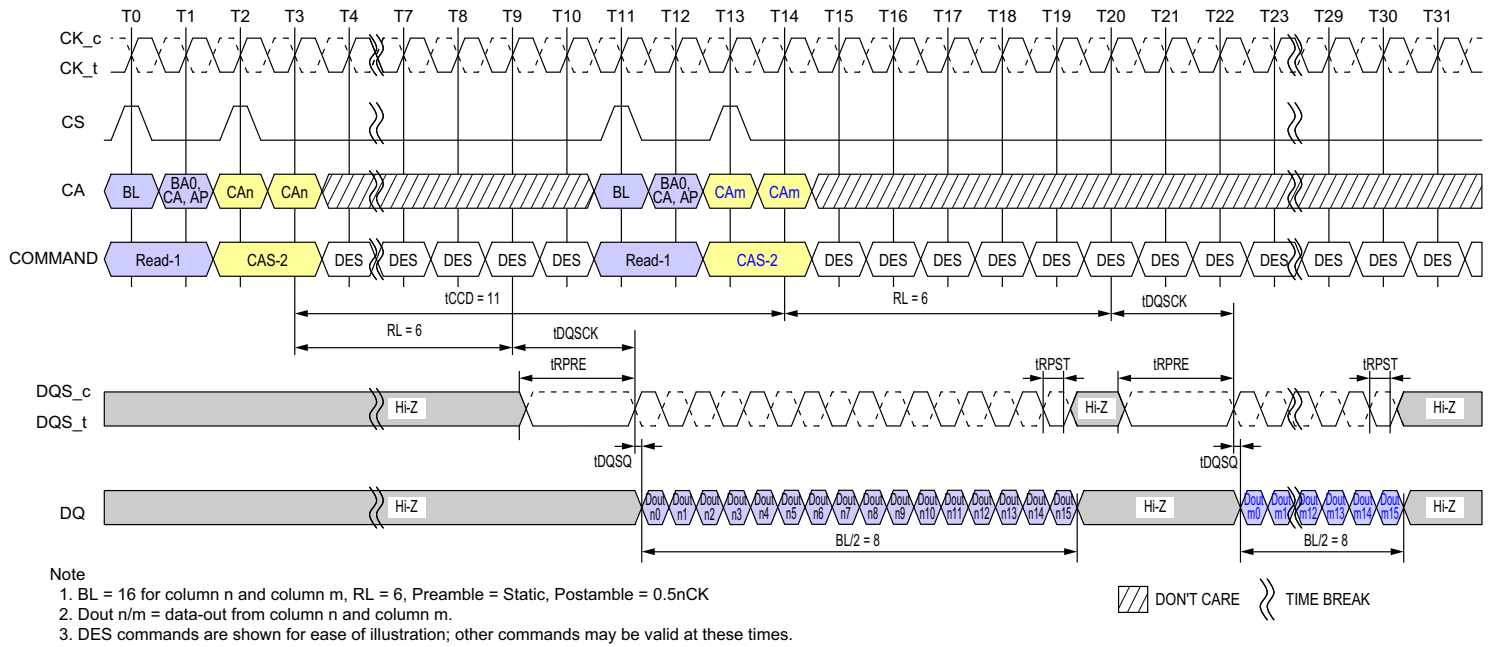 T0 T1 T2 T3 T4 T7 T8 T9 T10 T11 T12 T13 T14 T15 T16 T17 T18 T19 T20 T21 T22 T23 T29 T30 T31
CK_c
CK_t
CS
CA BL BA0, CA, AP CAn CAn BL BA0, CA, AP CAm CAm
COMMAND Read-1 CAS-2 DES DES DES DES DES Read-1 CAS-2 DES DES DES DES DES DES DES DES DES DES DES DES
tCCD = 11 RL = 6 tDQSCK
RL = 6 tDQSCK
tRPRE tRPST tRPRE tRPST
DQS_c
DQS_t
Hi-Z Hi-Z Hi-Z
tDQSQ tDQSQ
DQ Hi-Z Dout n0 Dout n1 Dout n2 Dout n3 Dout n4 Dout n5 Dout n6 Dout n7 Dout n8 Dout n9 Dout n10 Dout n11 Dout n12 Dout n13 Dout n14 Dout n15 Hi-Z Dout m0 Dout m1 Dout m12 Dout m13 Dout m14 Dout m15 Hi-Z
BL/2 = 8 BL/2 = 8
Note
1. BL = 16 for column n and column m, RL = 6, Preamble = Static, Postamble = 0.5nCK
2. Dout n/m = data-out from column n and column m.
3. DES commands are shown for ease of illustration; other commands may be valid at these times.
DON'T CARE TIME BREAK